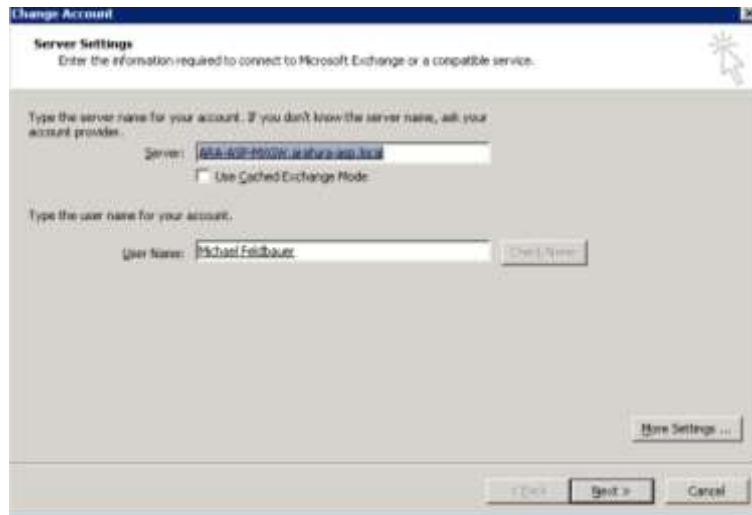 Change Account
Server Settings
Enter the information required to connect to Microsoft Exchange or a compatible service.
Type the server name for your account. If you don't know the server name, ask your
account provider.
Server:
Use Cached Exchange Mode
Type the user name for your account.
User Name: Michael Feldbauer
Check Name
More Settings ...
< Back Next > Cancel